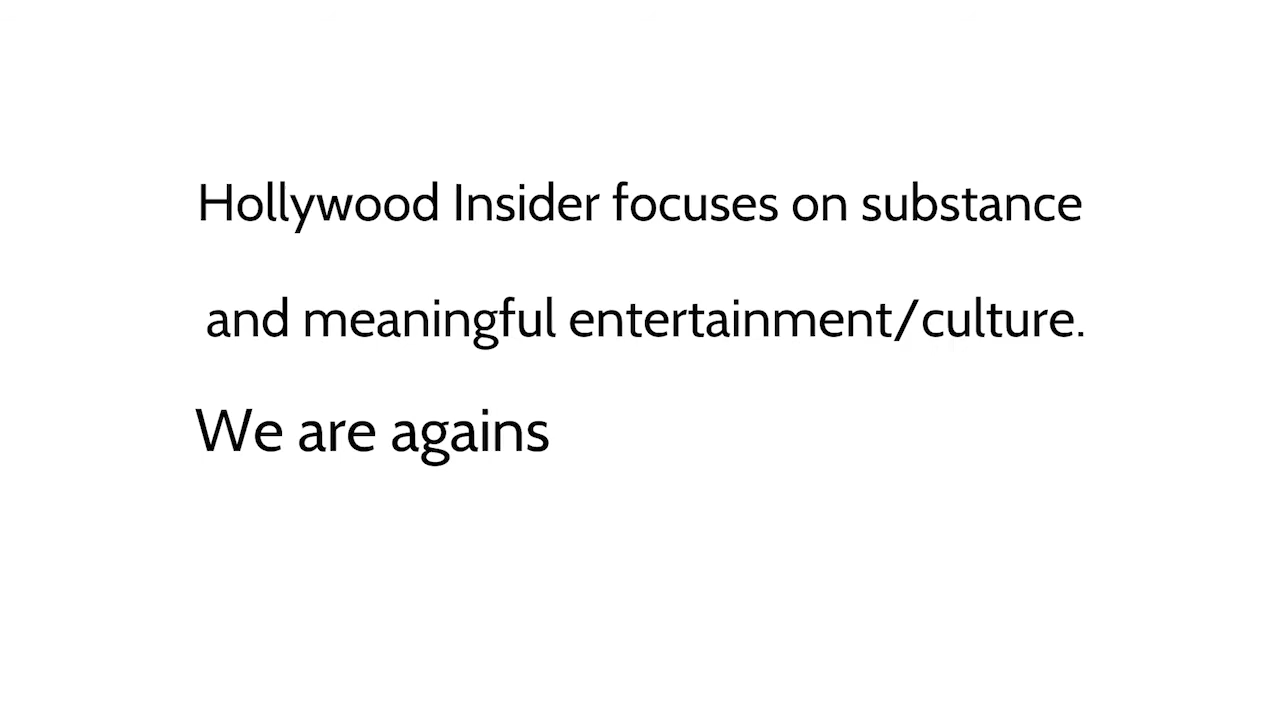 Hollywood Insider focuses on substance
and meaningful entertainment/culture.
We are agains